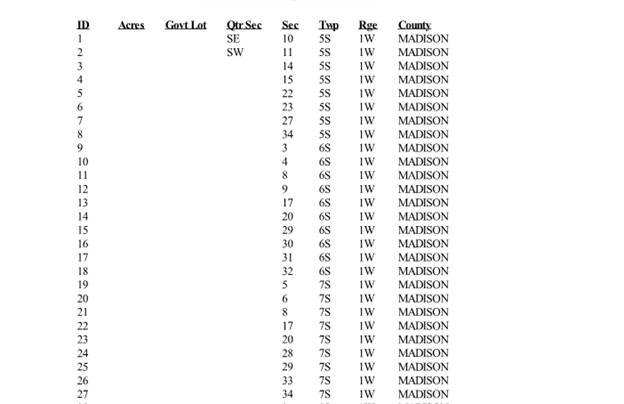 ID Acres Govt Lot Qtr Sec Sec Twp Rge County
1 SE 10 5S 1W MADISON
2 SW 11 5S 1W MADISON
3 14 5S 1W MADISON
4 15 5S 1W MADISON
5 22 5S 1W MADISON
6 23 5S 1W MADISON
7 27 5S 1W MADISON
8 34 5S 1W MADISON
9 3 6S 1W MADISON
10 4 6S 1W MADISON
11 8 6S 1W MADISON
12 9 6S 1W MADISON
13 17 6S 1W MADISON
14 20 6S 1W MADISON
15 29 6S 1W MADISON
16 30 6S 1W MADISON
17 31 6S 1W MADISON
18 32 6S 1W MADISON
19 5 7S 1W MADISON
20 6 7S 1W MADISON
21 8 7S 1W MADISON
22 17 7S 1W MADISON
23 20 7S 1W MADISON
24 28 7S 1W MADISON
25 29 7S 1W MADISON
26 33 7S 1W MADISON
27 34 7S 1W MADISON